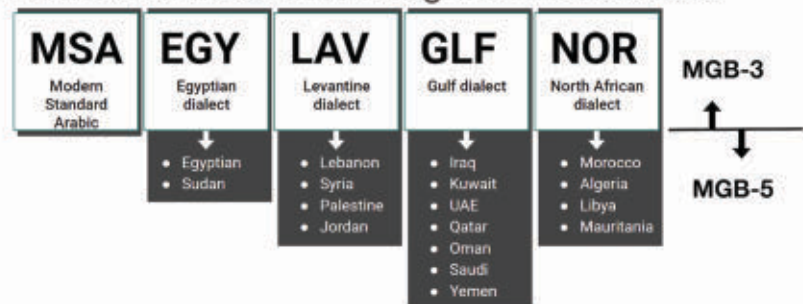 MSA
Modern
Standard
Arabic
EGY
Egyptian
dialect
Egyptian
Sudan
LAV
Levantine
dialect
Lebanon
Syria
Palestine
Jordan
GLF
Gulf dialect
Iraq
Kuwait
UAE
Qatar
Oman
Saudi
Yemen
NOR
North African
dialect
Morocco
Algeria
Libya
Mauritania
MGB-3
MGB-5